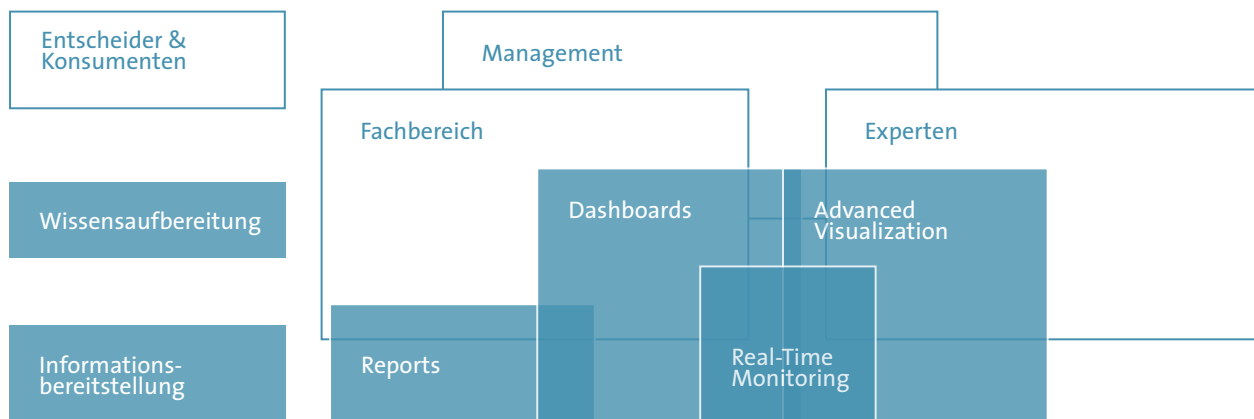 Entscheider &
Konsumenten
Management
Fachbereich
Experten
Wissensaufbereitung
Dashboards
Advanced
Visualization
Informations-
bereitstellung
Reports
Real-Time
Monitoring